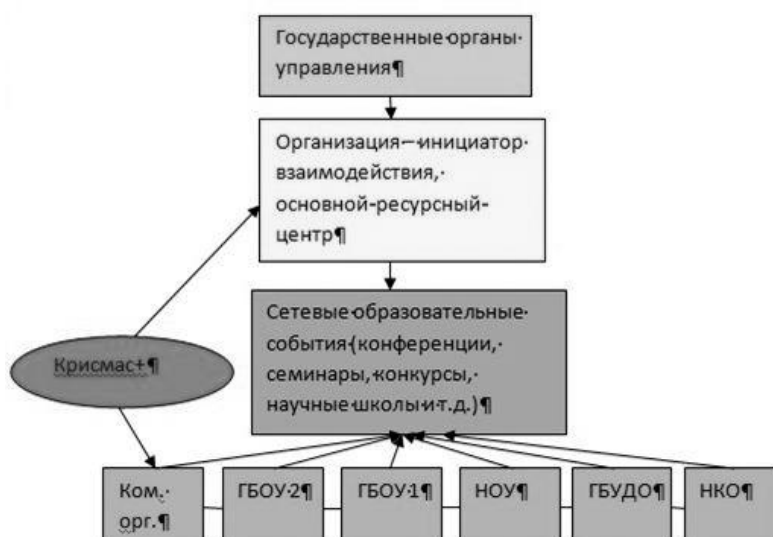 Государственные органы
управления¶
Организация – инициатор
взаимодействия,
основной ресурсный
центр¶
Сетевые образовательные
события (конференции,
семинары, конкурсы,
научные школы и т.д.)¶
Крисмас+¶
Ком.
орг.¶
ГБОУ 2¶
ГБОУ 1¶
НОУ¶
ГБУДО¶
НКО¶